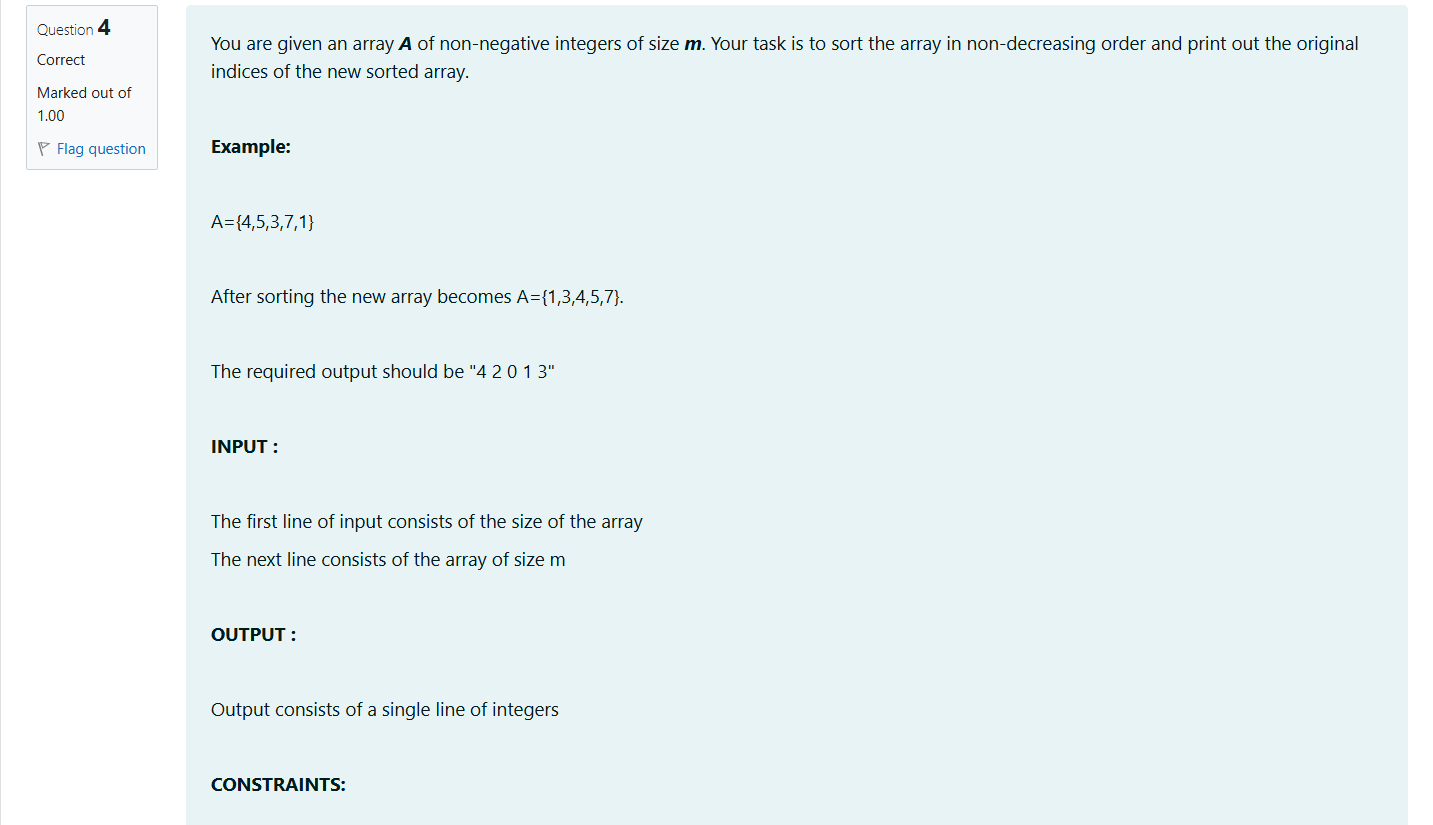 Question 4
Correct
Marked out of
1.00
Flag question
You are given an array A of non-negative integers of size m. Your task is to sort the array in non-decreasing order and print out the original
indices of the new sorted array.
Example:
A={4,5,3,7,1}
After sorting the new array becomes A={1,3,4,5,7}.
The required output should be "4 2 0 1 3"
INPUT :
The first line of input consists of the size of the array
The next line consists of the array of size m
OUTPUT :
Output consists of a single line of integers
CONSTRAINTS: